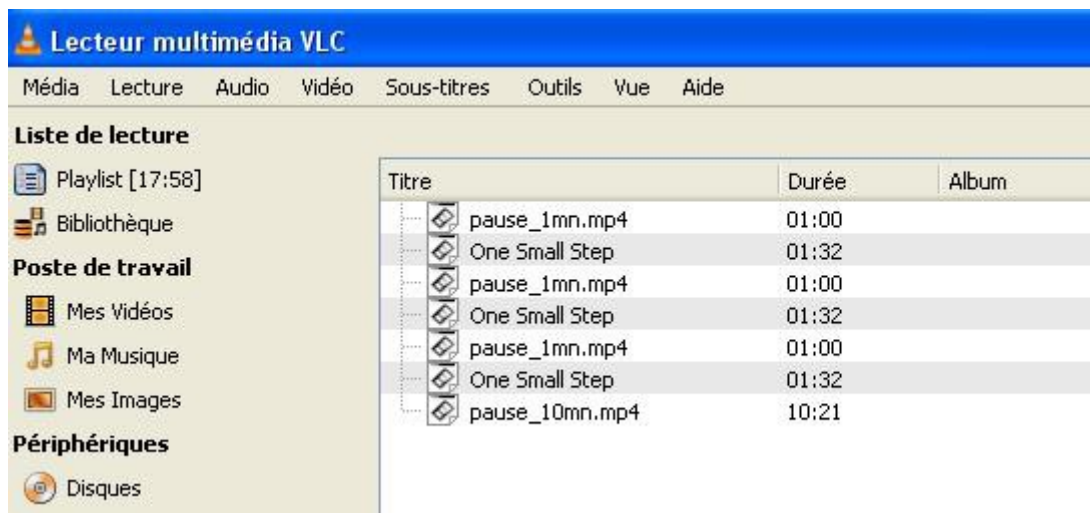 Lecteur multimédia VLC
Média Lecture Audio Vidéo Sous-titres Outils Vue Aide
Liste de lecture
Playlist [17:58]
Bibliothèque
Poste de travail
Mes Vidéos
Ma Musique
Mes Images
Périphériques
Disques
Titre Durée Album
pause_1mn.mp4 01:00
One Small Step 01:32
pause_1mn.mp4 01:00
One Small Step 01:32
pause_1mn.mp4 01:00
One Small Step 01:32
pause_10mn.mp4 10:21